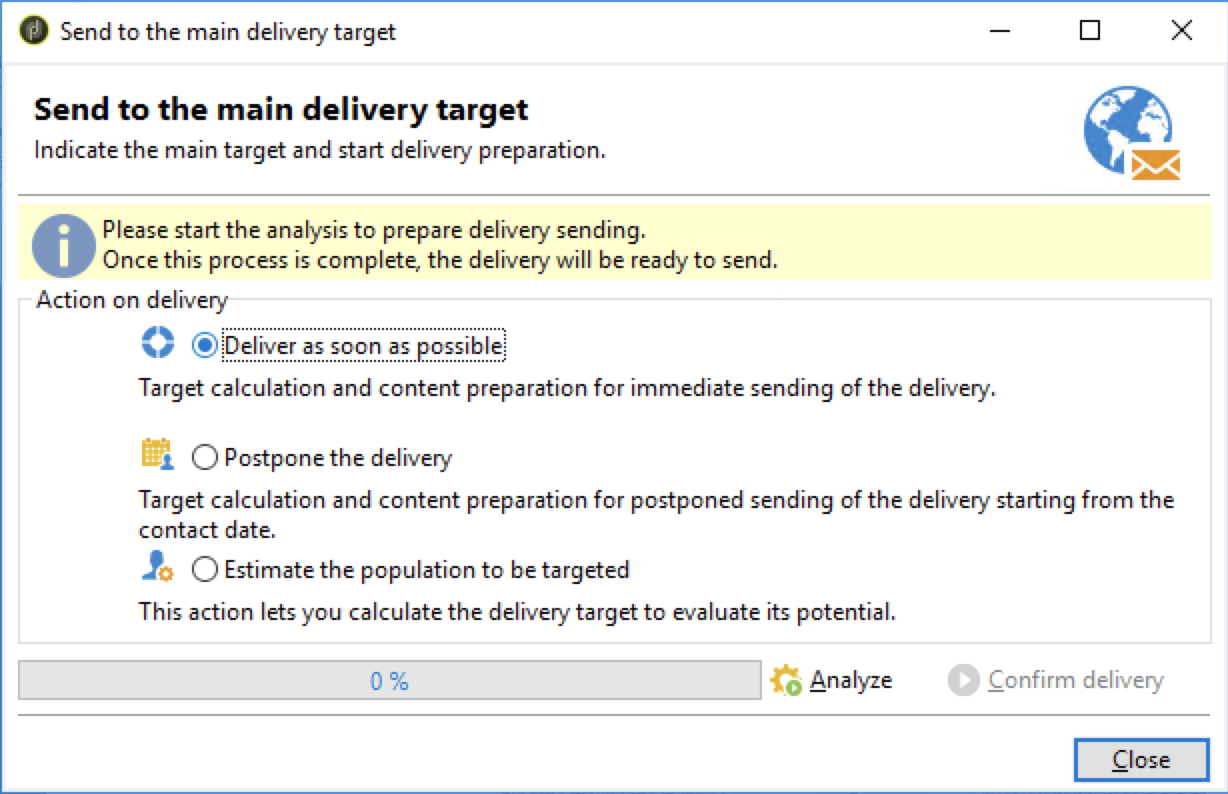 Send to the main delivery target
Send to the main delivery target
Indicate the main target and start delivery preparation.
Please start the analysis to prepare delivery sending.
Once this process is complete, the delivery will be ready to send.
Action on delivery
Deliver as soon as possible
Target calculation and content preparation for immediate sending of the delivery.
Postpone the delivery
Target calculation and content preparation for postponed sending of the delivery starting from the
contact date.
Estimate the population to be targeted
This action lets you calculate the delivery target to evaluate its potential.
0 % Analyze Confirm delivery
Close